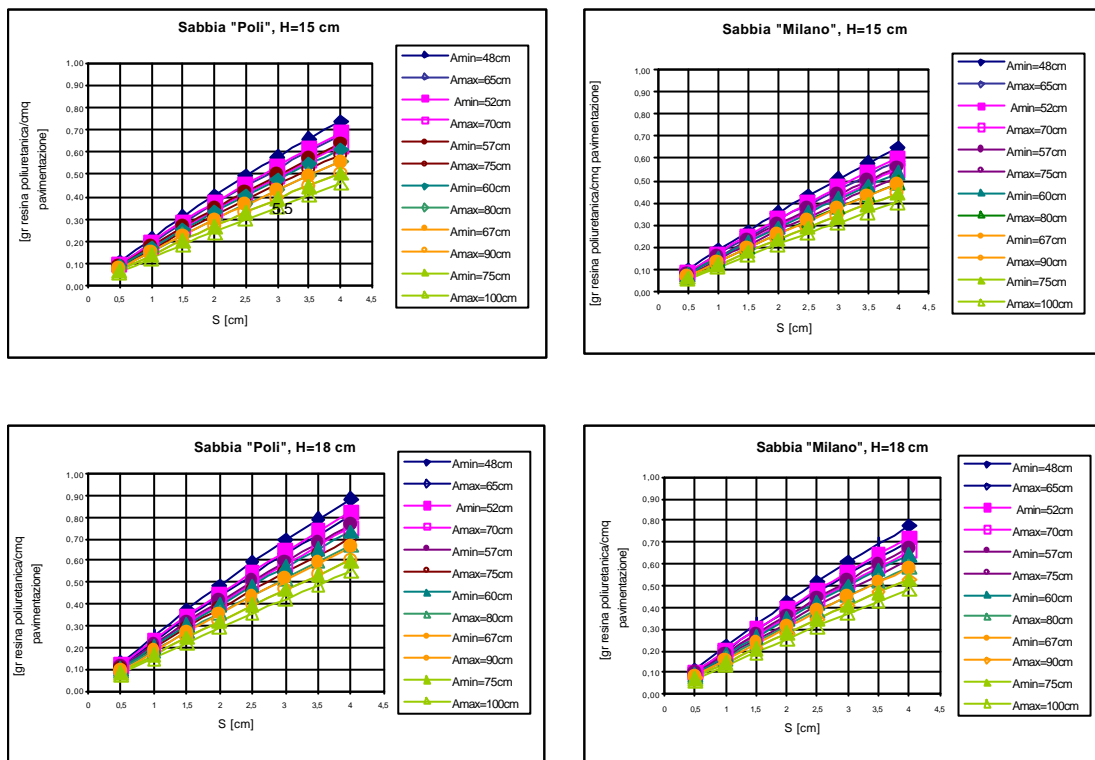 Sabbia "Poli", H=15 cm
[gr resina poliuretanica/cmq
pavimentazione]
1,00
0,90
0,80
0,70
0,60
0,50
0,40
0,30
0,20
0,10
0,00
0
0,5
1
1,5
2
2,5
3
3,5
4
4,5
S [cm]
5.5
Amin=48cm
Amax=65cm
Amin=52cm
Amax=70cm
Amin=57cm
Amax=75cm
Amin=60cm
Amax=80cm
Amin=67cm
Amax=90cm
Amin=75cm
Amax=100cm
Sabbia "Milano", H=15 cm
[gr resina poliuretanica/cmq pavimentazione]
1,00
0,90
0,80
0,70
0,60
0,50
0,40
0,30
0,20
0,10
0,00
0
0,5
1
1,5
2
2,5
3
3,5
4
4,5
S [cm]
Amin=48cm
Amax=65cm
Amin=52cm
Amax=70cm
Amin=57cm
Amax=75cm
Amin=60cm
Amax=80cm
Amin=67cm
Amax=90cm
Amin=75cm
Amax=100cm
Sabbia "Poli", H=18 cm
[gr resina poliuretanica/cmq
pavimentazione]
1,00
0,90
0,80
0,70
0,60
0,50
0,40
0,30
0,20
0,10
0,00
0
0,5
1
1,5
2
2,5
3
3,5
4
4,5
S [cm]
Amin=48cm
Amax=65cm
Amin=52cm
Amax=70cm
Amin=57cm
Amax=75cm
Amin=60cm
Amax=80cm
Amin=67cm
Amax=90cm
Amin=75cm
Amax=100cm
Sabbia "Milano", H=18 cm
[gr resina poliuretanica/cmq
pavimentazione]
1,00
0,90
0,80
0,70
0,60
0,50
0,40
0,30
0,20
0,10
0,00
0
0,5
1
1,5
2
2,5
3
3,5
4
4,5
S [cm]
Amin=48cm
Amax=65cm
Amin=52cm
Amax=70cm
Amin=57cm
Amax=75cm
Amin=60cm
Amax=80cm
Amin=67cm
Amax=90cm
Amin=75cm
Amax=100cm